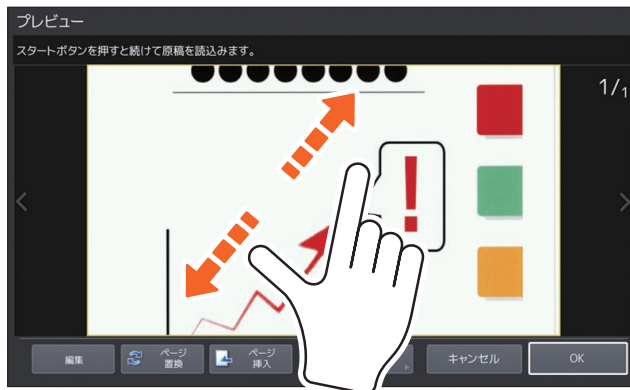 プレビュー
スタートボタンを押すと続けて原稿を読込みます。
1/1
!
編集
ページ
置換
ページ
挿入
キャンセル
OK